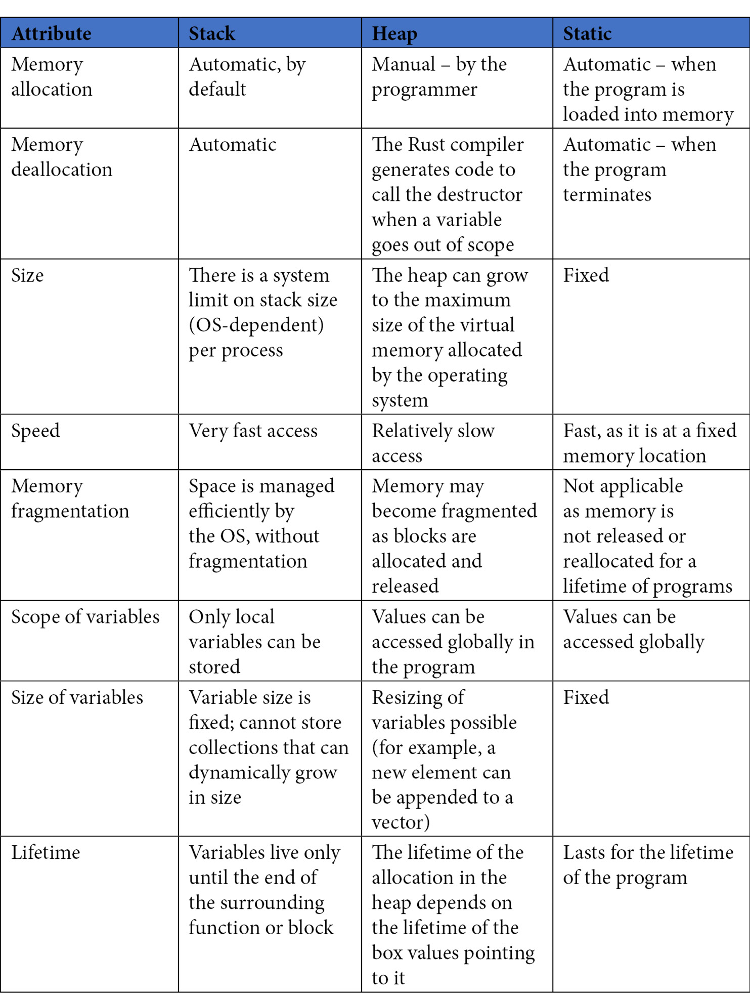 Attribute
Stack
Heap
Static
Memory
allocation
Automatic, by
default
Manual – by the
programmer
Automatic – when
the program is
loaded into memory
Memory
deallocation
Automatic
The Rust compiler
generates code to
call the destructor
when a variable
goes out of scope
Automatic – when
the program
terminates
Size
There is a system
limit on stack size
(OS-dependent)
per process
The heap can grow
to the maximum
size of the virtual
memory allocated
by the operating
system
Fixed
Speed
Very fast access
Relatively slow
access
Fast, as it is at a fixed
memory location
Memory
fragmentation
Space is managed
efficiently by
the OS, without
fragmentation
Memory may
become fragmented
as blocks are
allocated and
released
Not applicable
as memory is
not released or
reallocated for a
lifetime of programs
Scope of variables
Only local
variables can be
stored
Values can be
accessed globally in
the program
Values can be
accessed globally
Size of variables
Variable size is
fixed; cannot store
collections that can
dynamically grow
in size
Resizing of
variables possible
(for example, a
new element can
be appended to a
vector)
Fixed
Lifetime
Variables live only
until the end of
the surrounding
function or block
The lifetime of the
allocation in the
heap depends on
the lifetime of the
box values pointing
to it
Lasts for the lifetime
of the program